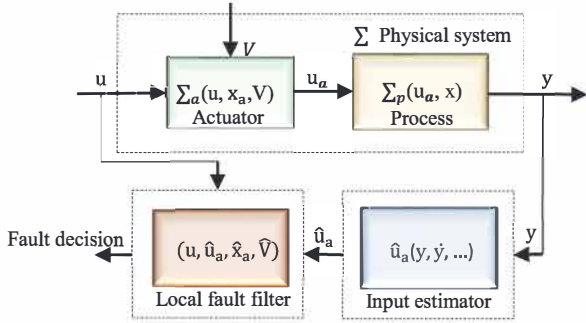 V
∑ Physical system
u
∑ₐ(u, xₐ,V)
Actuator
uₐ
∑ₚ(uₐ, x)
Process
y
Fault decision
(u, ûₐ, x̂ₐ, V̂)
Local fault filter
ûₐ
ûₐ(y, ẏ, ...)
Input estimator
y